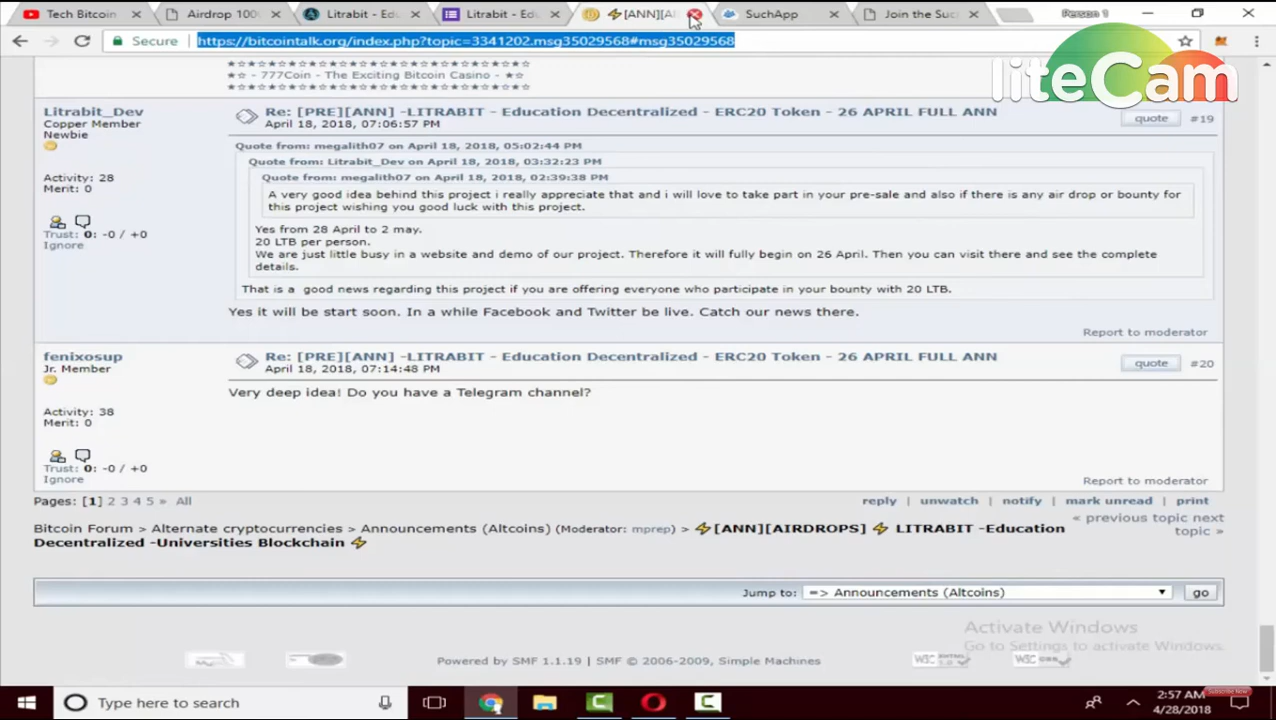 Tech Bitcoin
Airdrop 1000
Litrabit - Edu
Litrabit - Edu
[ANN][AI
SuchApp
Join the Suc
Person 1
Secure
https://bitcointalk.org/index.php?topic=3341202.msg35029568#msg35029568
liteCam
★☆★☆★☆★☆★☆★☆★☆★☆★☆★☆★☆★☆★☆★☆★☆
★☆ - 777Coin - The Exciting Bitcoin Casino - ★☆
Litrabit_Dev
Copper Member
Newbie
Activity: 28
Merit: 0
Trust: 0: -0 / +0
Ignore
Re: [PRE][ANN] -LITRABIT - Education Decentralized - ERC20 Token - 26 APRIL FULL ANN
April 18, 2018, 07:06:57 PM
quote
#19
Quote from: megalith07 on April 18, 2018, 05:02:44 PM
Quote from: Litrabit_Dev on April 18, 2018, 03:32:23 PM
Quote from: megalith07 on April 18, 2018, 02:39:38 PM
A very good idea behind this project i really appreciate that and i will love to take part in your pre-sale and also if there is any air drop or bounty for
this project wishing you good luck with this project.
Yes from 28 April to 2 may.
20 LTB per person.
We are just little busy in a website and demo of our project. Therefore it will fully begin on 26 April. Then you can visit there and see the complete
details.
That is a good news regarding this project if you are offering everyone who participate in your bounty with 20 LTB.
Yes it will be start soon. In a while Facebook and Twitter be live. Catch our news there.
Report to moderator
fenixosup
Jr. Member
Activity: 38
Merit: 0
Trust: 0: -0 / +0
Ignore
Re: [PRE][ANN] -LITRABIT - Education Decentralized - ERC20 Token - 26 APRIL FULL ANN
April 18, 2018, 07:14:48 PM
quote
#20
Very deep idea! Do you have a Telegram channel?
Report to moderator
Pages: [1] 2 3 4 5 » All
reply | unwatch | notify | mark unread | print
Bitcoin Forum > Alternate cryptocurrencies > Announcements (Altcoins) (Moderator: mprep) > ⚡[ANN][AIRDROPS] ⚡ LITRABIT -Education
Decentralized -Universities Blockchain ⚡
« previous topic next
topic »
Jump to:
=> Announcements (Altcoins)
go
Activate Windows
Go to Settings to activate Windows.
Powered by SMF 1.1.19 | SMF © 2006-2009, Simple Machines
Type here to search
2:57 AM
4/28/2018
Subscribe Now